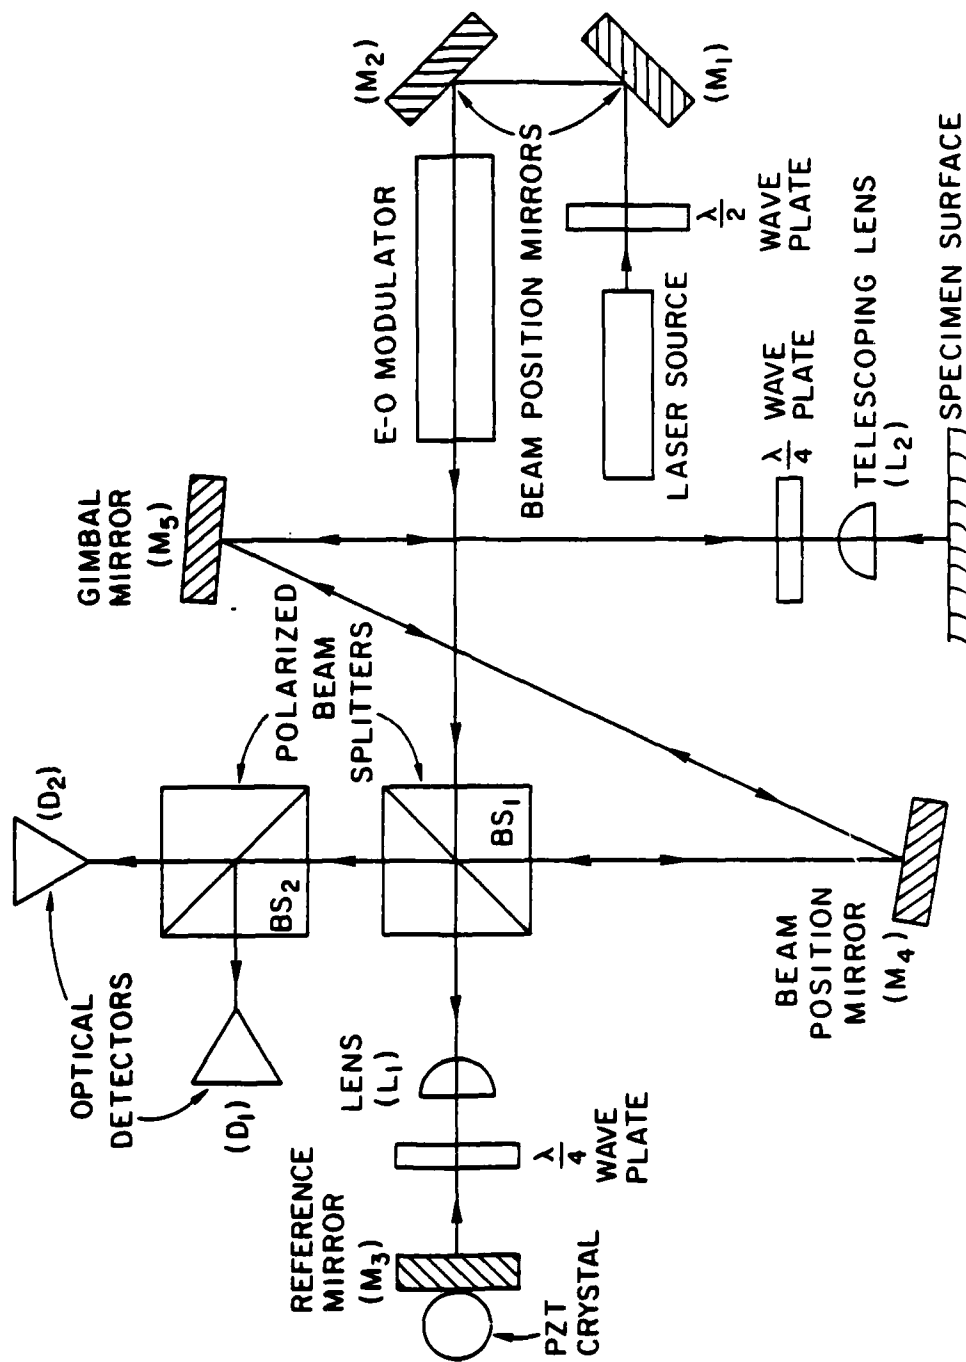 OPTICAL
DETECTORS
(D₂)
GIMBAL
MIRROR
(M₅)
(D₁)
BS₂
POLARIZED
BEAM
SPLITTERS
REFERENCE
MIRROR
(M₃)
LENS
(L₁)
E-O MODULATOR
(M₂)
BS₁
BEAM POSITION MIRRORS
PZT
CRYSTAL
λ/4
WAVE
PLATE
LASER SOURCE
λ/2
WAVE
PLATE
(M₁)
BEAM
POSITION
MIRROR
(M₄)
λ/4
WAVE
PLATE
TELESCOPING LENS
(L₂)
SPECIMEN SURFACE